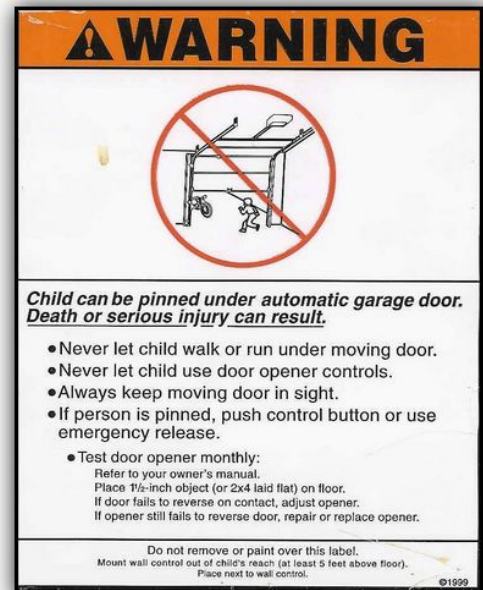 WARNING
Child can be pinned under automatic garage door.
Death or serious injury can result.
•Never let child walk or run under moving door.
•Never let child use door opener controls.
•Always keep moving door in sight.
•If person is pinned, push control button or use
emergency release.
•Test door opener monthly:
Refer to your owner's manual.
Place 1½-inch object (or 2x4 laid flat) on floor.
If door fails to reverse on contact, adjust opener.
If opener still fails to reverse door, repair or replace opener.
Do not remove or paint over this label.
Mount wall control out of child's reach (at least 5 feet above floor).
Place next to wall control.
©1999